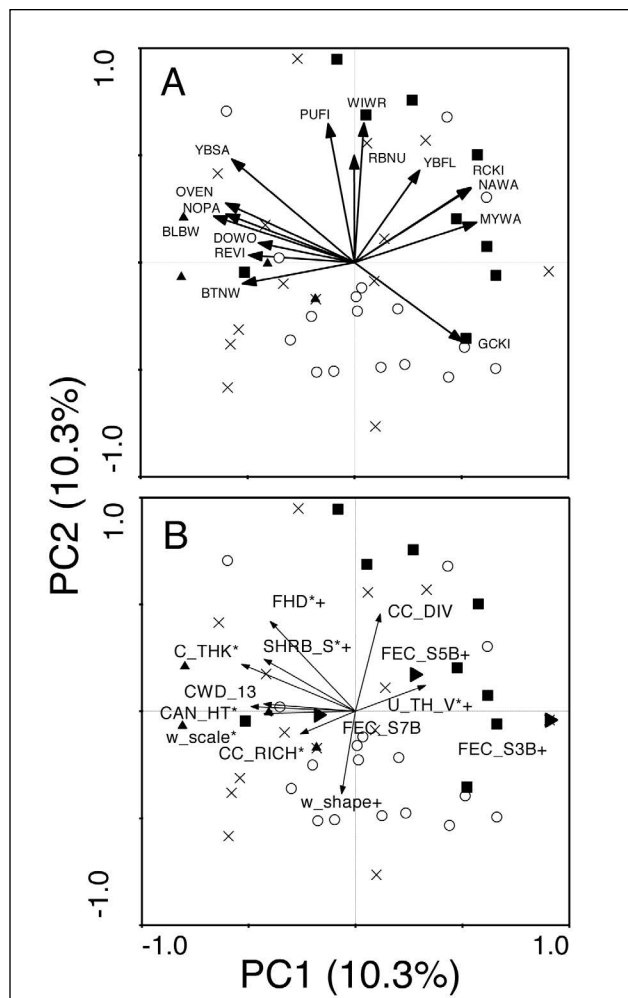 1.0
A
PUFI
WIWR
RBNU
YBFL
YBSA
RCKI
NAWA
OVEN
NOPA
MYWA
BLBW
DOWO
REVI
BTNW
GCKI
-1.0
PC2 (10.3%)
1.0
B
FHD*+
CC_DIV
C_THK*
SHRB_S*+
FEC_S5B+
CWD_13
U_TH_V*+
CAN_HT*
FEC_S7B
w_scale*
FEC_S3B+
CC_RICH*
w_shape+
-1.0
-1.0
1.0
PC1 (10.3%)